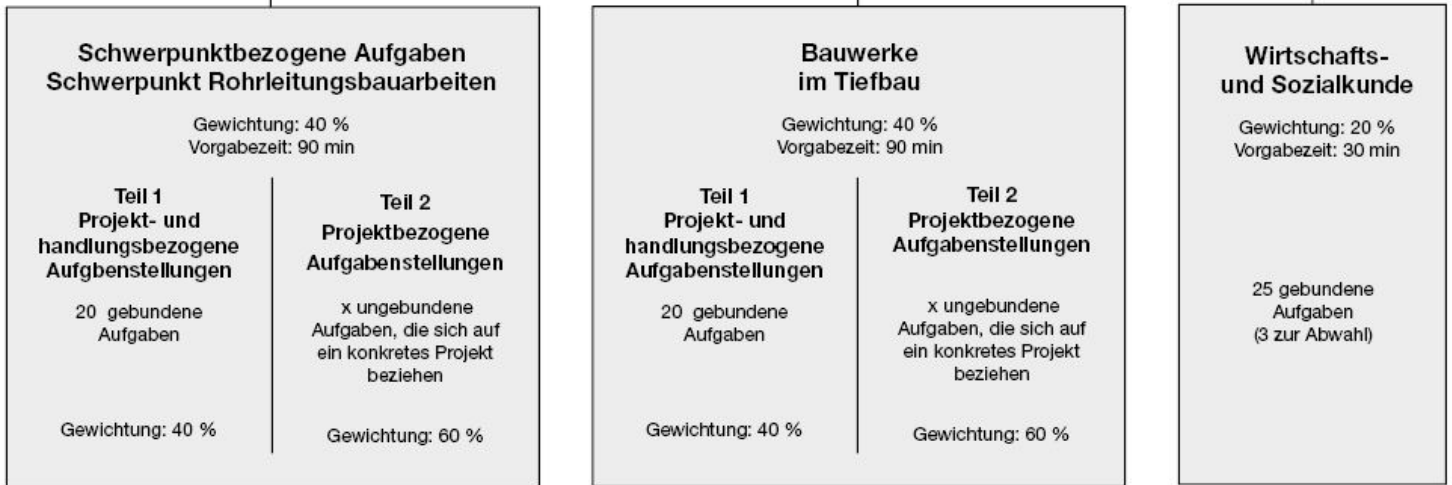 Schwerpunktbezogene Aufgaben
Schwerpunkt Rohrleitungsbauarbeiten
Gewichtung: 40 %
Vorgabezeit: 90 min
Teil 1
Projekt- und
handlungsbezogene
Aufgbenstellungen
20 gebundene
Aufgaben
Gewichtung: 40 %
Teil 2
Projektbezogene
Aufgabenstellungen
x ungebundene
Aufgaben, die sich auf
ein konkretes Projekt
beziehen
Gewichtung: 60 %
Bauwerke
im Tiefbau
Gewichtung: 40 %
Vorgabezeit: 90 min
Teil 1
Projekt- und
handlungsbezogene
Aufgabenstellungen
20 gebundene
Aufgaben
Gewichtung: 40 %
Teil 2
Projektbezogene
Aufgabenstellungen
x ungebundene
Aufgaben, die sich auf
ein konkretes Projekt
beziehen
Gewichtung: 60 %
Wirtschafts-
und Sozialkunde
Gewichtung: 20 %
Vorgabezeit: 30 min
25 gebundene
Aufgaben
(3 zur Abwahl)